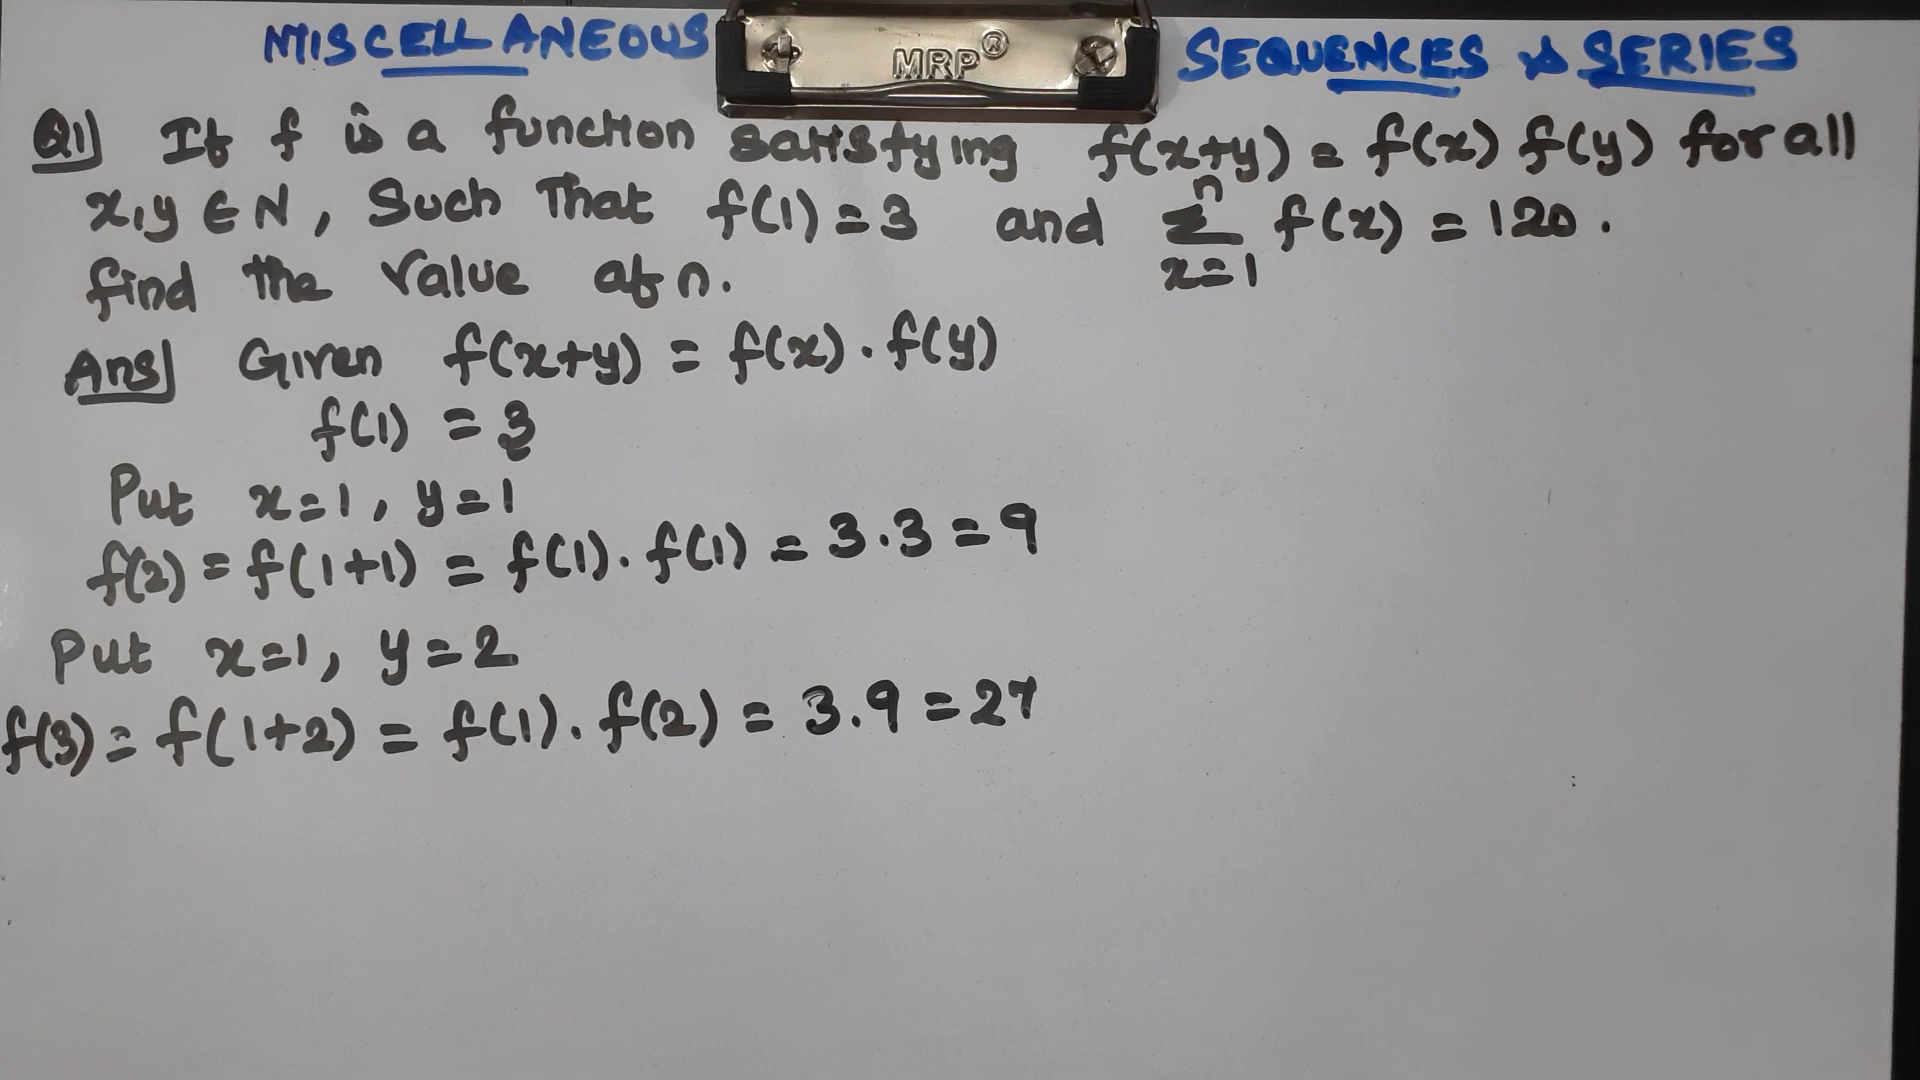 MISCELLANEOUS SEQUENCES & SERIES
MRP®
Q1) If f is a function satisfying f(x+y) = f(x) f(y) for all
x,y ∈ N, Such That f(1) = 3 and n∑x=1 f(x) = 120.
find the value of n.
Ans] Given f(x+y) = f(x) . f(y)
f(1) = 3
Put x=1, y=1
f(2) = f(1+1) = f(1). f(1) = 3.3 = 9
Put x=1, y=2
f(3) = f(1+2) = f(1). f(2) = 3.9 = 27